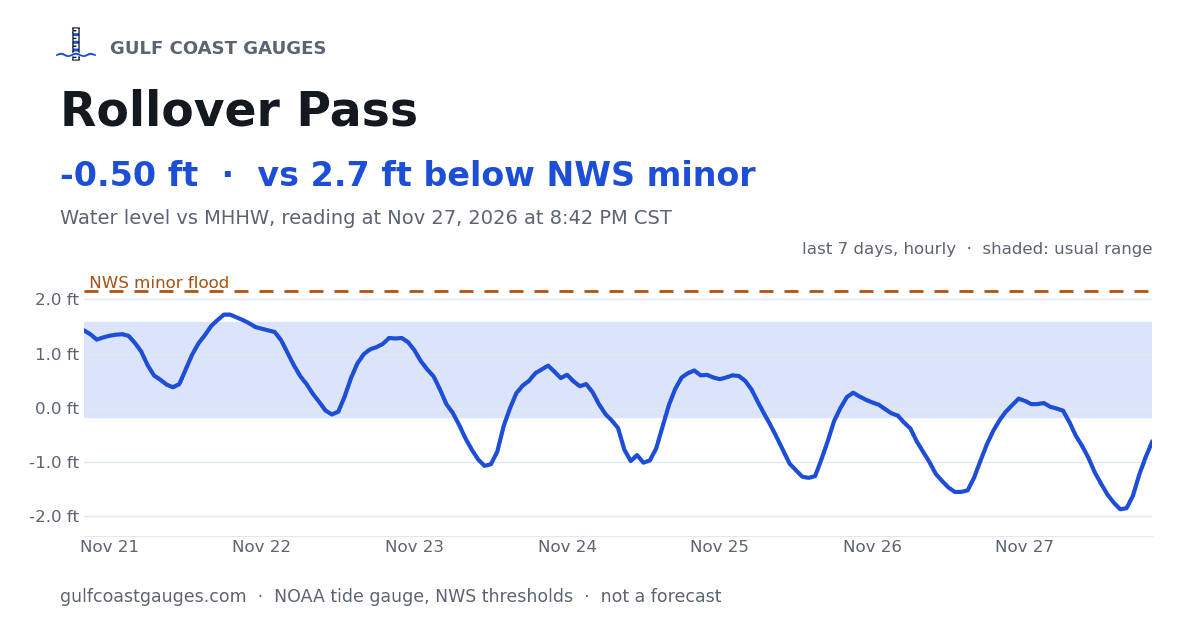 GULF COAST GAUGES
Rollover Pass
-0.50 ft · vs 2.7 ft below NWS minor
Water level vs MHHW, reading at Nov 27, 2026 at 8:42 PM CST
last 7 days, hourly · shaded: usual range
NWS minor flood
2.0 ft
1.0 ft
0.0 ft
-1.0 ft
-2.0 ft
Nov 21 Nov 22 Nov 23 Nov 24 Nov 25 Nov 26 Nov 27
gulfcoastgauges.com · NOAA tide gauge, NWS thresholds · not a forecast